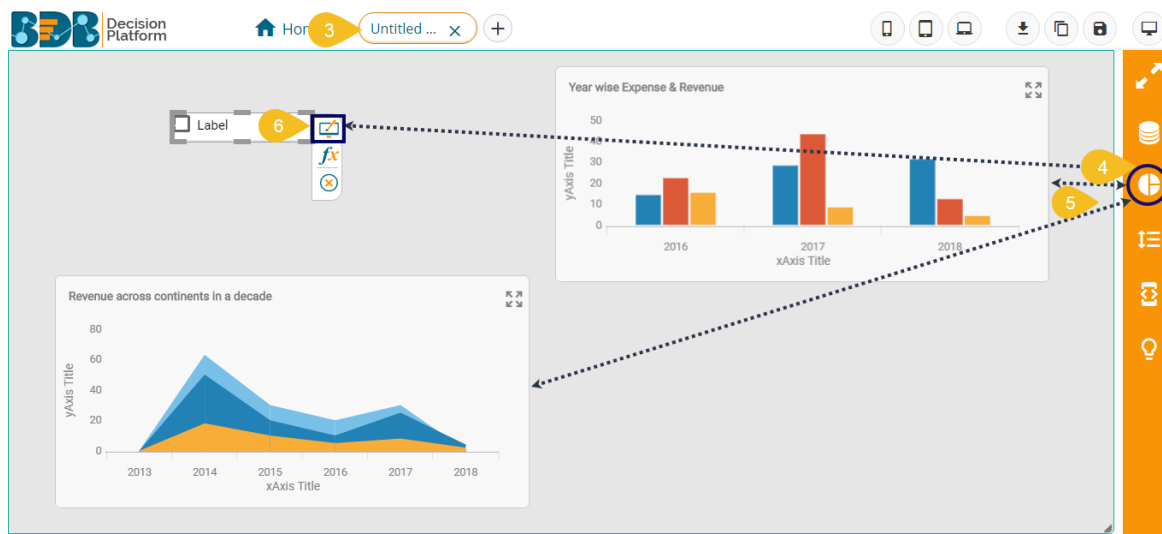 BDB Decision Platform
Hor 3 Untitled ... ×
Year wise Expense & Revenue
6 Label
fx
4
5
50
40
30
20
10
0
yAxis Title
2016 2017 2018
xAxis Title
Revenue across continents in a decade
80
60
40
20
0
yAxis Title
2013 2014 2015 2016 2017 2018
xAxis Title